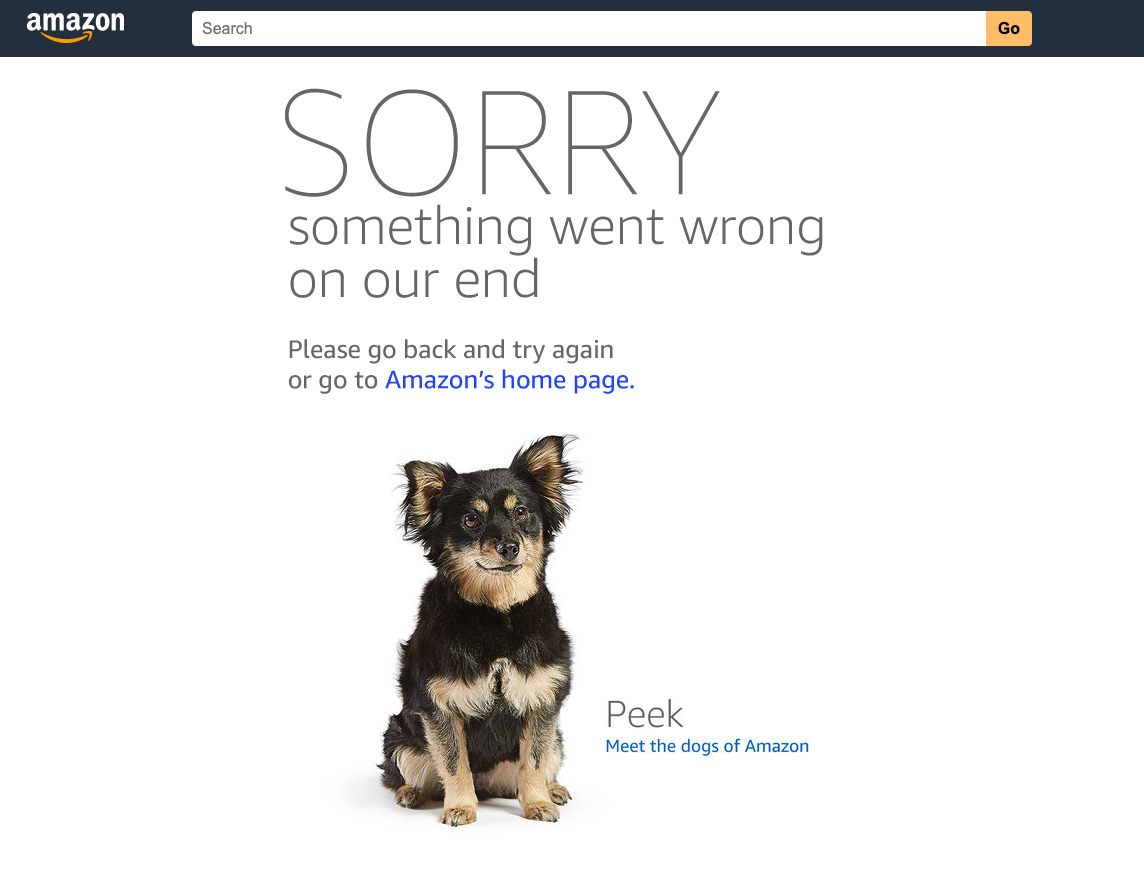 amazon
Search
Go
SORRY
something went wrong
on our end
Please go back and try again
or go to Amazon’s home page.
Peek
Meet the dogs of Amazon